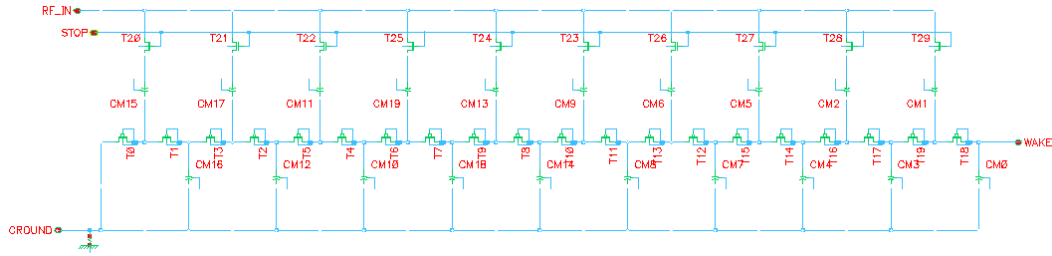 RF_IN
STOP
T20 T21 T22 T25 T24 T23 T26 T27 T28 T29
CM15 CM17 CM11 CM19 CM13 CM9 CM6 CM5 CM2 CM1
T0 T1 T3 T2 T5 T4 T6 T7 T9 T8 T10 T11 T13 T12 T15 T14 T16 T17 T19 T18 WAKE
CM16 CM12 CM10 CM18 CM14 CM8 CM7 CM4 CM3 CM0
GROUND